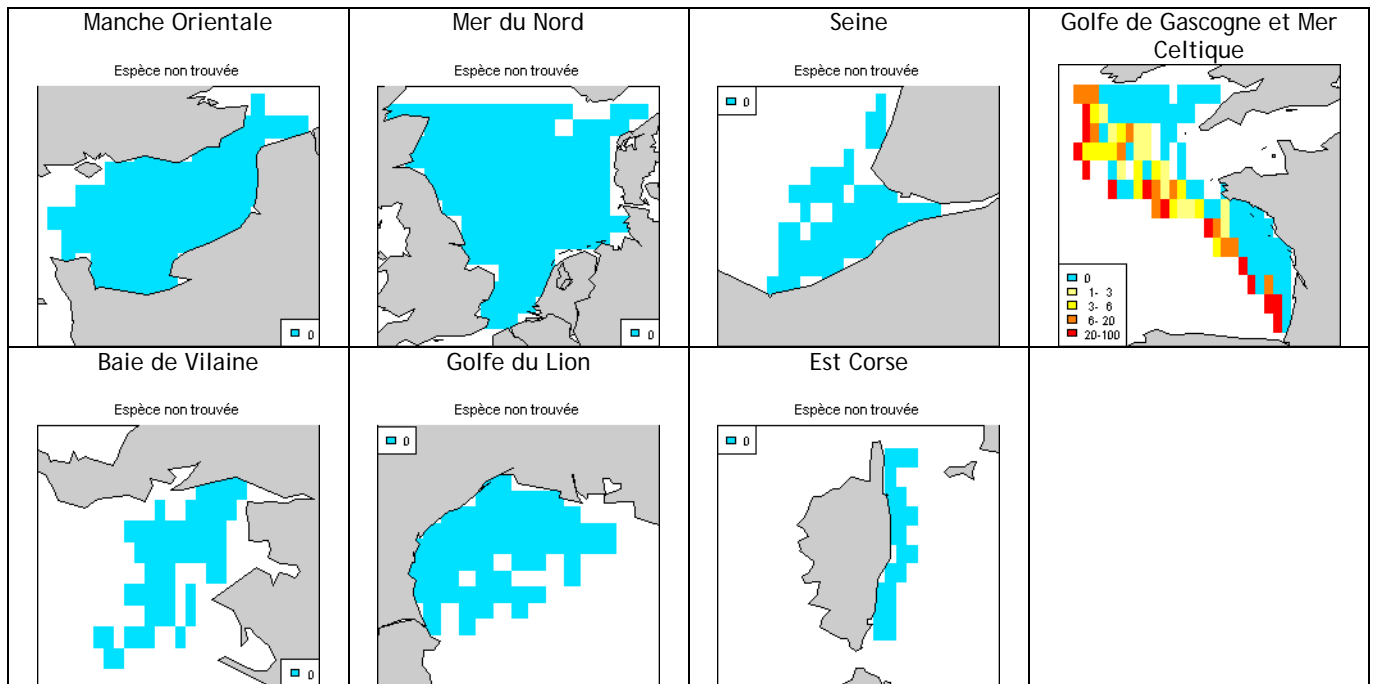 Manche Orientale
Espèce non trouvée
0
Mer du Nord
Espèce non trouvée
0
Seine
Espèce non trouvée
0
Golfe de Gascogne et Mer
Celtique
0
1- 3
3- 6
6- 20
20-100
Baie de Vilaine
Espèce non trouvée
0
Golfe du Lion
Espèce non trouvée
0
Est Corse
Espèce non trouvée
0